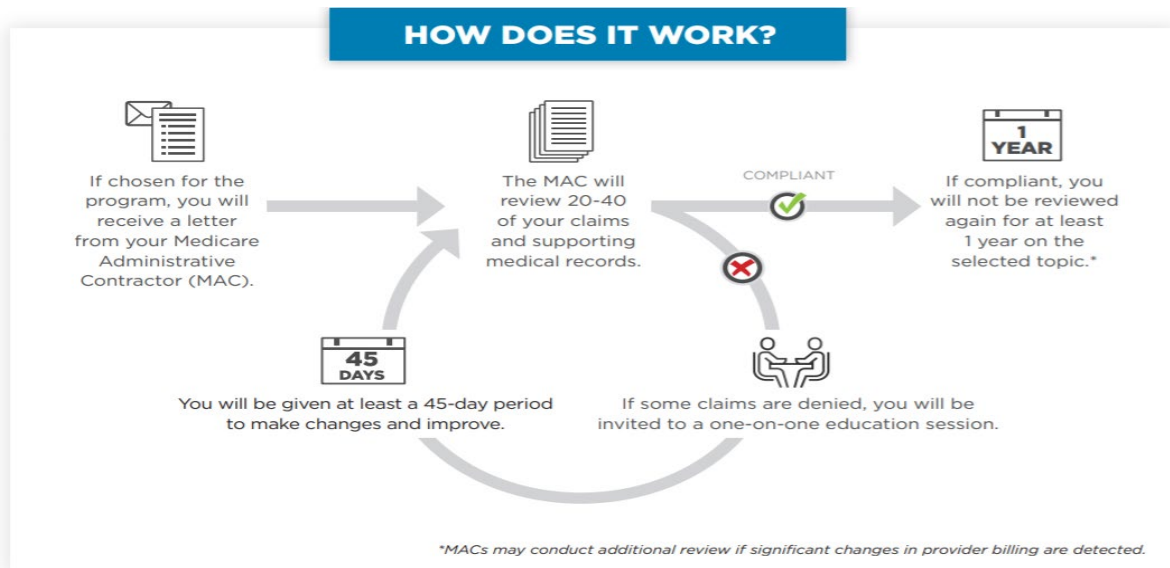 HOW DOES IT WORK?
If chosen for the
program, you will
receive a letter
from your Medicare
Administrative
Contractor (MAC).
The MAC will
review 20-40
of your claims
and supporting
medical records.
COMPLIANT
1
YEAR
If compliant, you
will not be reviewed
again for at least
1 year on the
selected topic.*
45
DAYS
You will be given at least a 45-day period
to make changes and improve.
If some claims are denied, you will be
invited to a one-on-one education session.
*MACs may conduct additional review if significant changes in provider billing are detected.